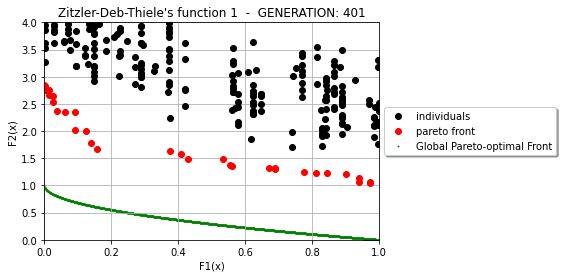 Zitzler-Deb-Thiele's function 1 - GENERATION: 401
4.0
3.5
3.0
2.5
2.0
1.5
1.0
0.5
0.0
F2(x)
0.0 0.2 0.4 0.6 0.8 1.0
F1(x)
individuals
pareto front
Global Pareto-optimal Front